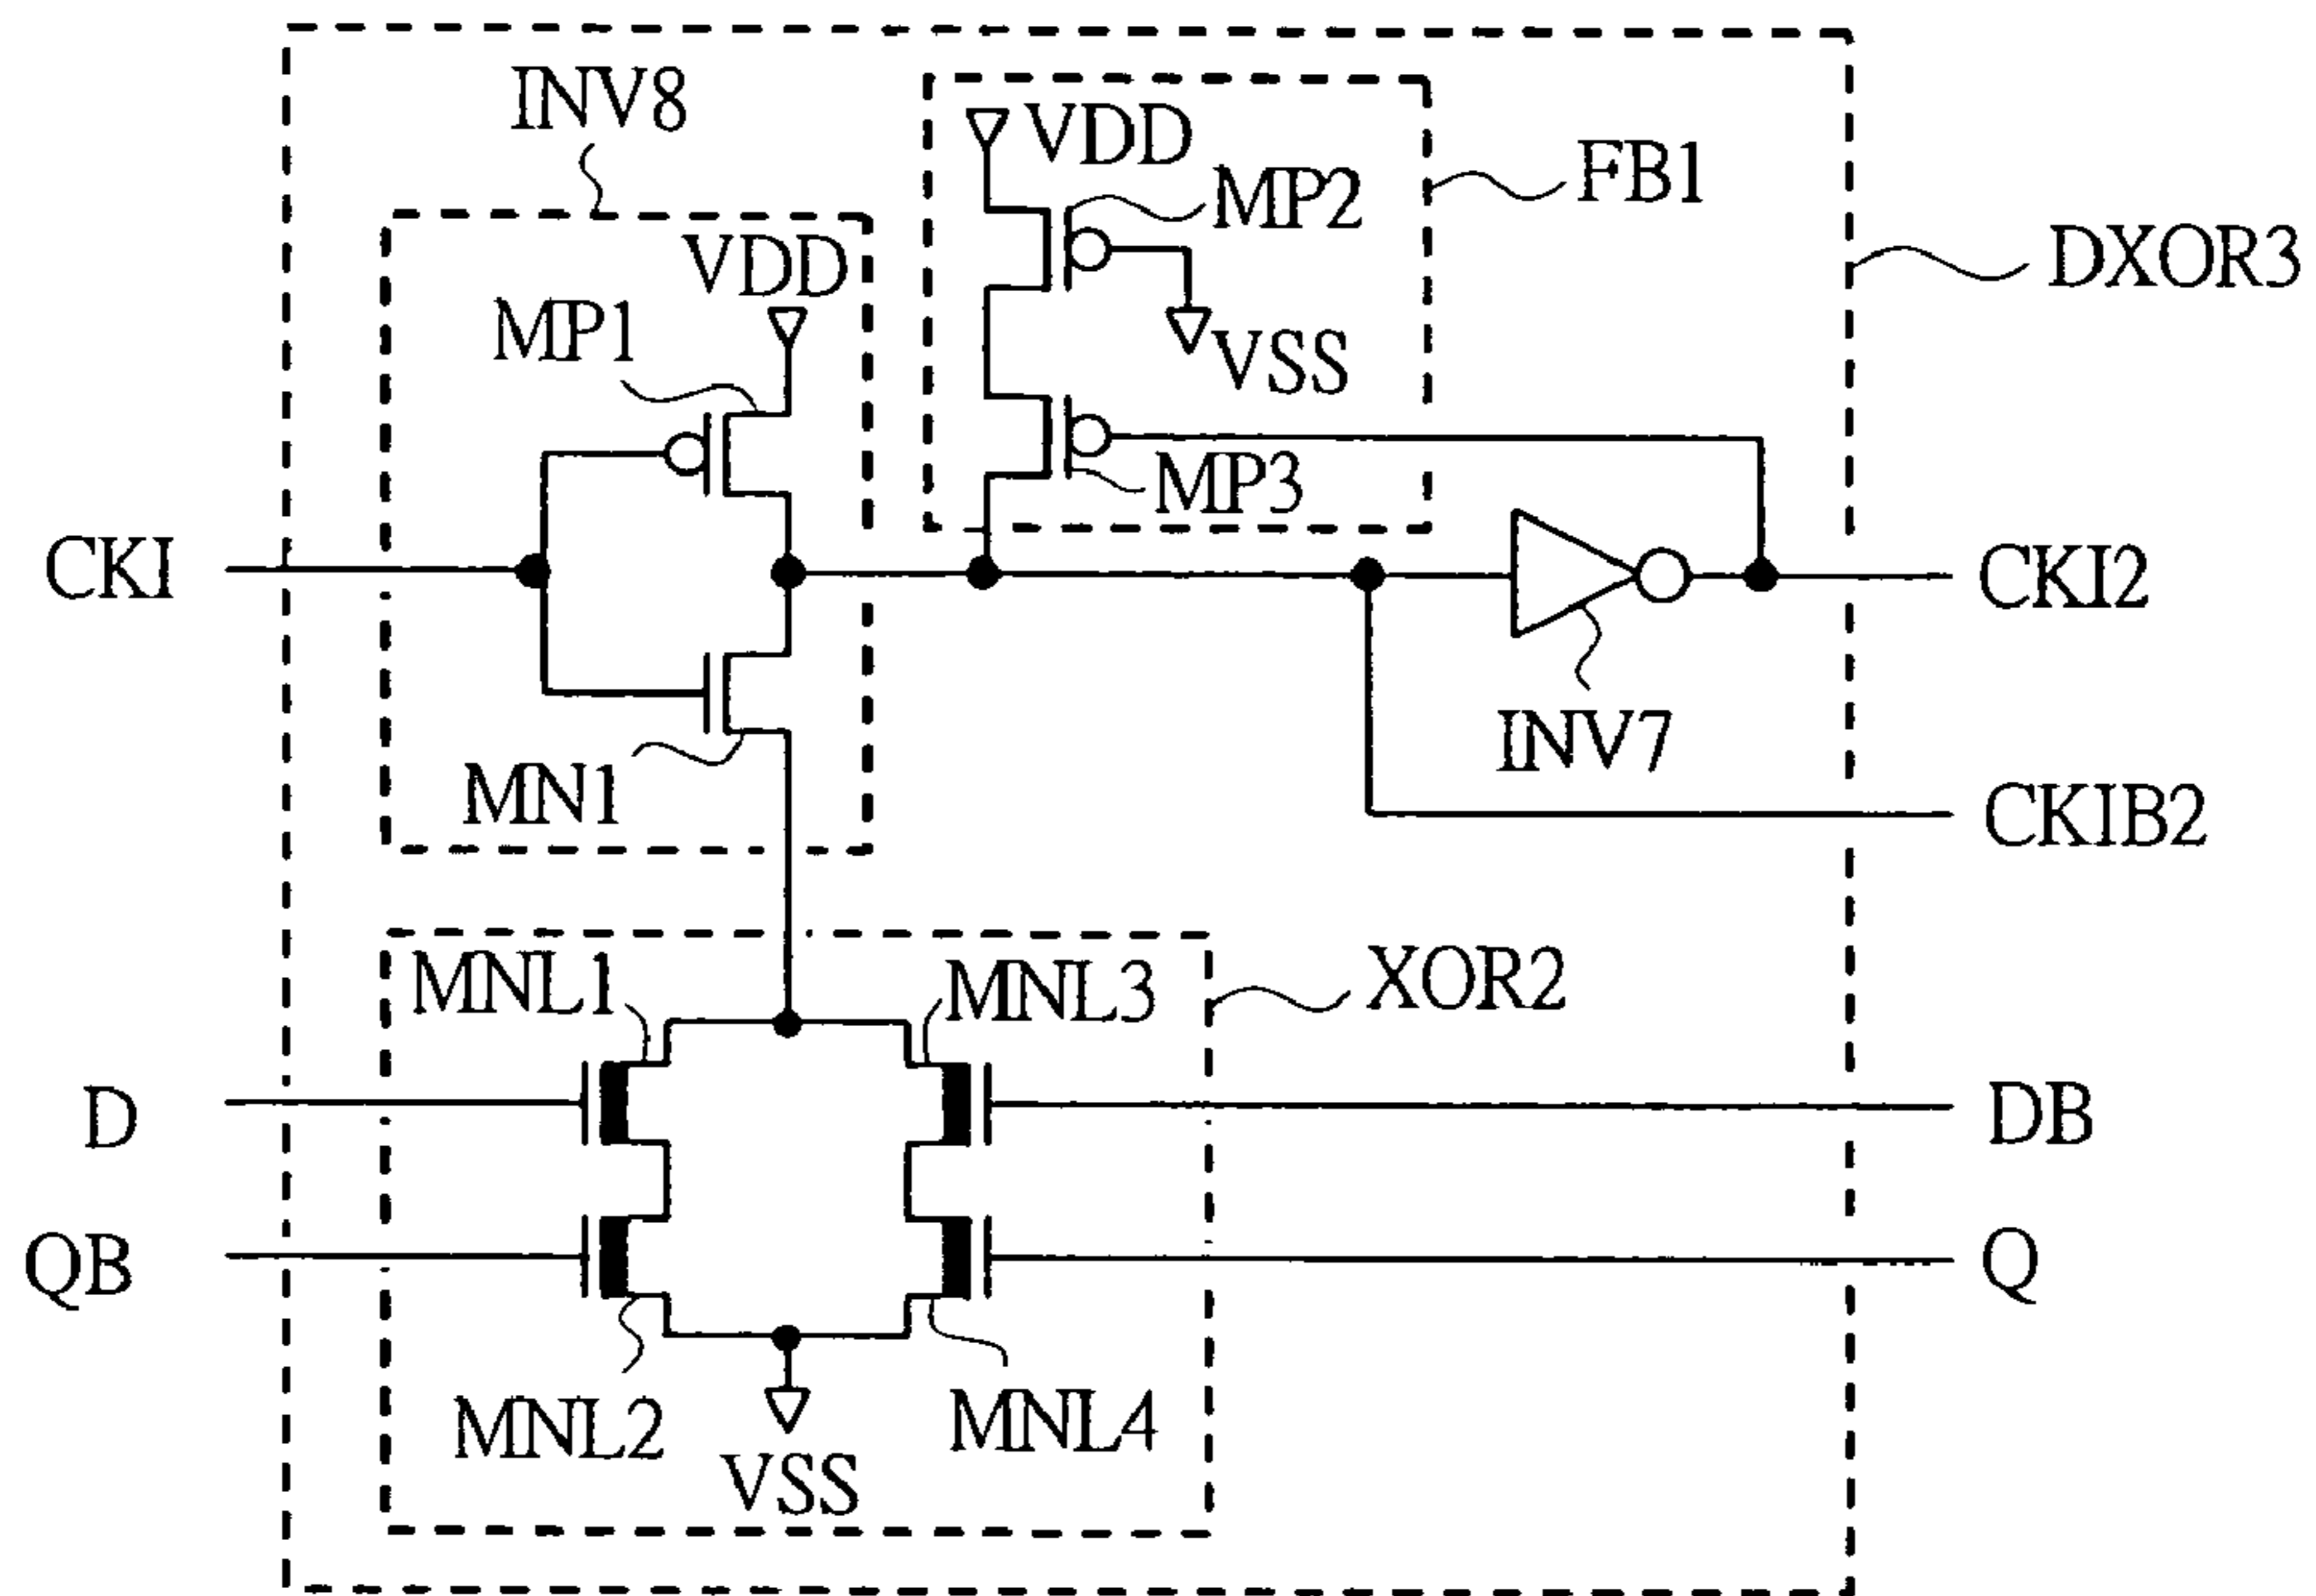 INV8
VDD
MP2
FB1
VDD
MP1
DXOR3
VSS
MP3
CKI
CKI2
INV7
MN1
CKIB2
MNL1
MNL3
XOR2
D
DB
QB
Q
MNL2
MNL4
VSS